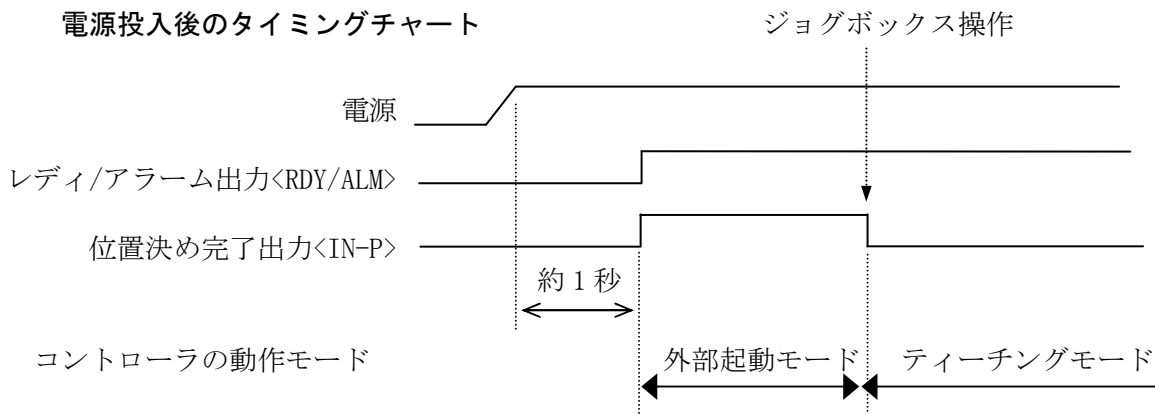 電源投入後のタイミングチャート
ジョグボックス操作
電源
レディ/アラーム出力<RDY/ALM>
位置決め完了出力<IN-P>
約1秒
コントローラの動作モード
外部起動モード
ティーチングモード